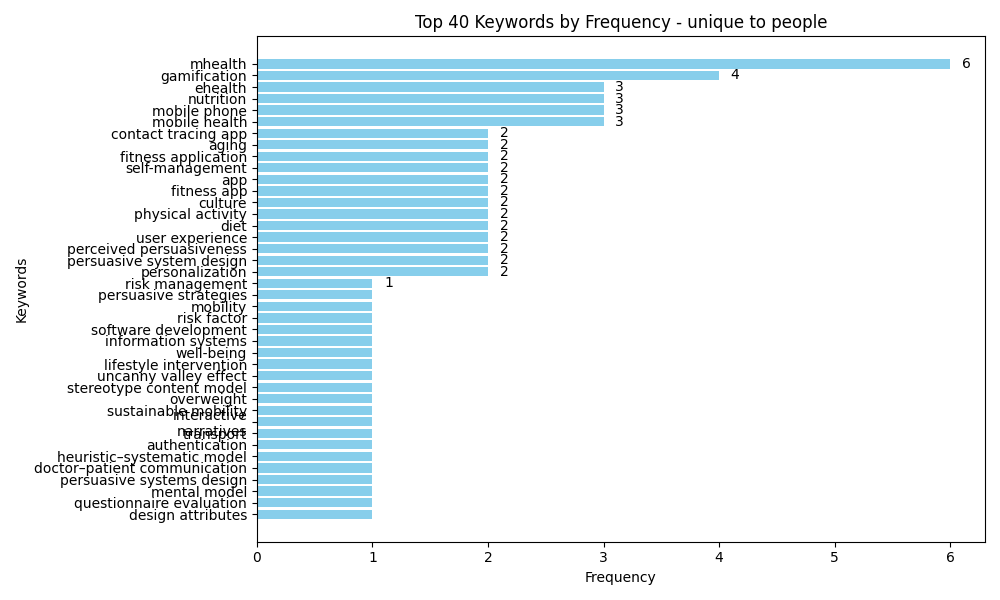 Top 40 Keywords by Frequency - unique to people
mhealth 6
gamification 4
ehealth 3
nutrition 3
mobile phone 3
mobile health 3
contact tracing app 2
aging 2
fitness application 2
self-management 2
app 2
fitness app 2
culture 2
physical activity 2
diet 2
user experience 2
perceived persuasiveness 2
persuasive system design 2
personalization 2
risk management 1
persuasive strategies
mobility
risk factor
software development
information systems
well-being
lifestyle intervention
uncanny valley effect
stereotype content model
overweight
sustainable mobility
interactive
narratives
transport
authentication
heuristic–systematic model
doctor–patient communication
persuasive systems design
mental model
questionnaire evaluation
design attributes
Keywords
0 1 2 3 4 5 6
Frequency